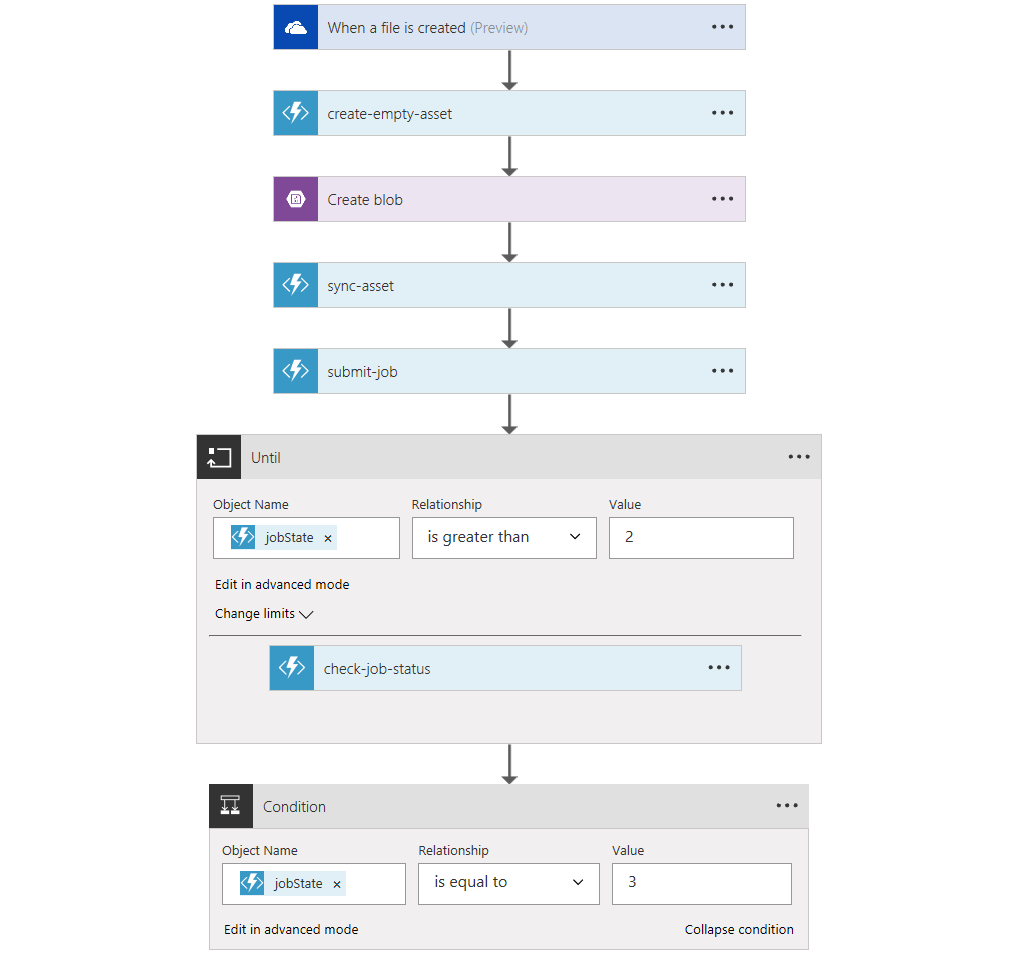 When a file is created (Preview)
create-empty-asset
Create blob
sync-asset
submit-job
Until
Object Name Relationship Value
jobState × is greater than 2
Edit in advanced mode
Change limits
check-job-status
Condition
Object Name Relationship Value
jobState × is equal to 3
Edit in advanced mode Collapse condition